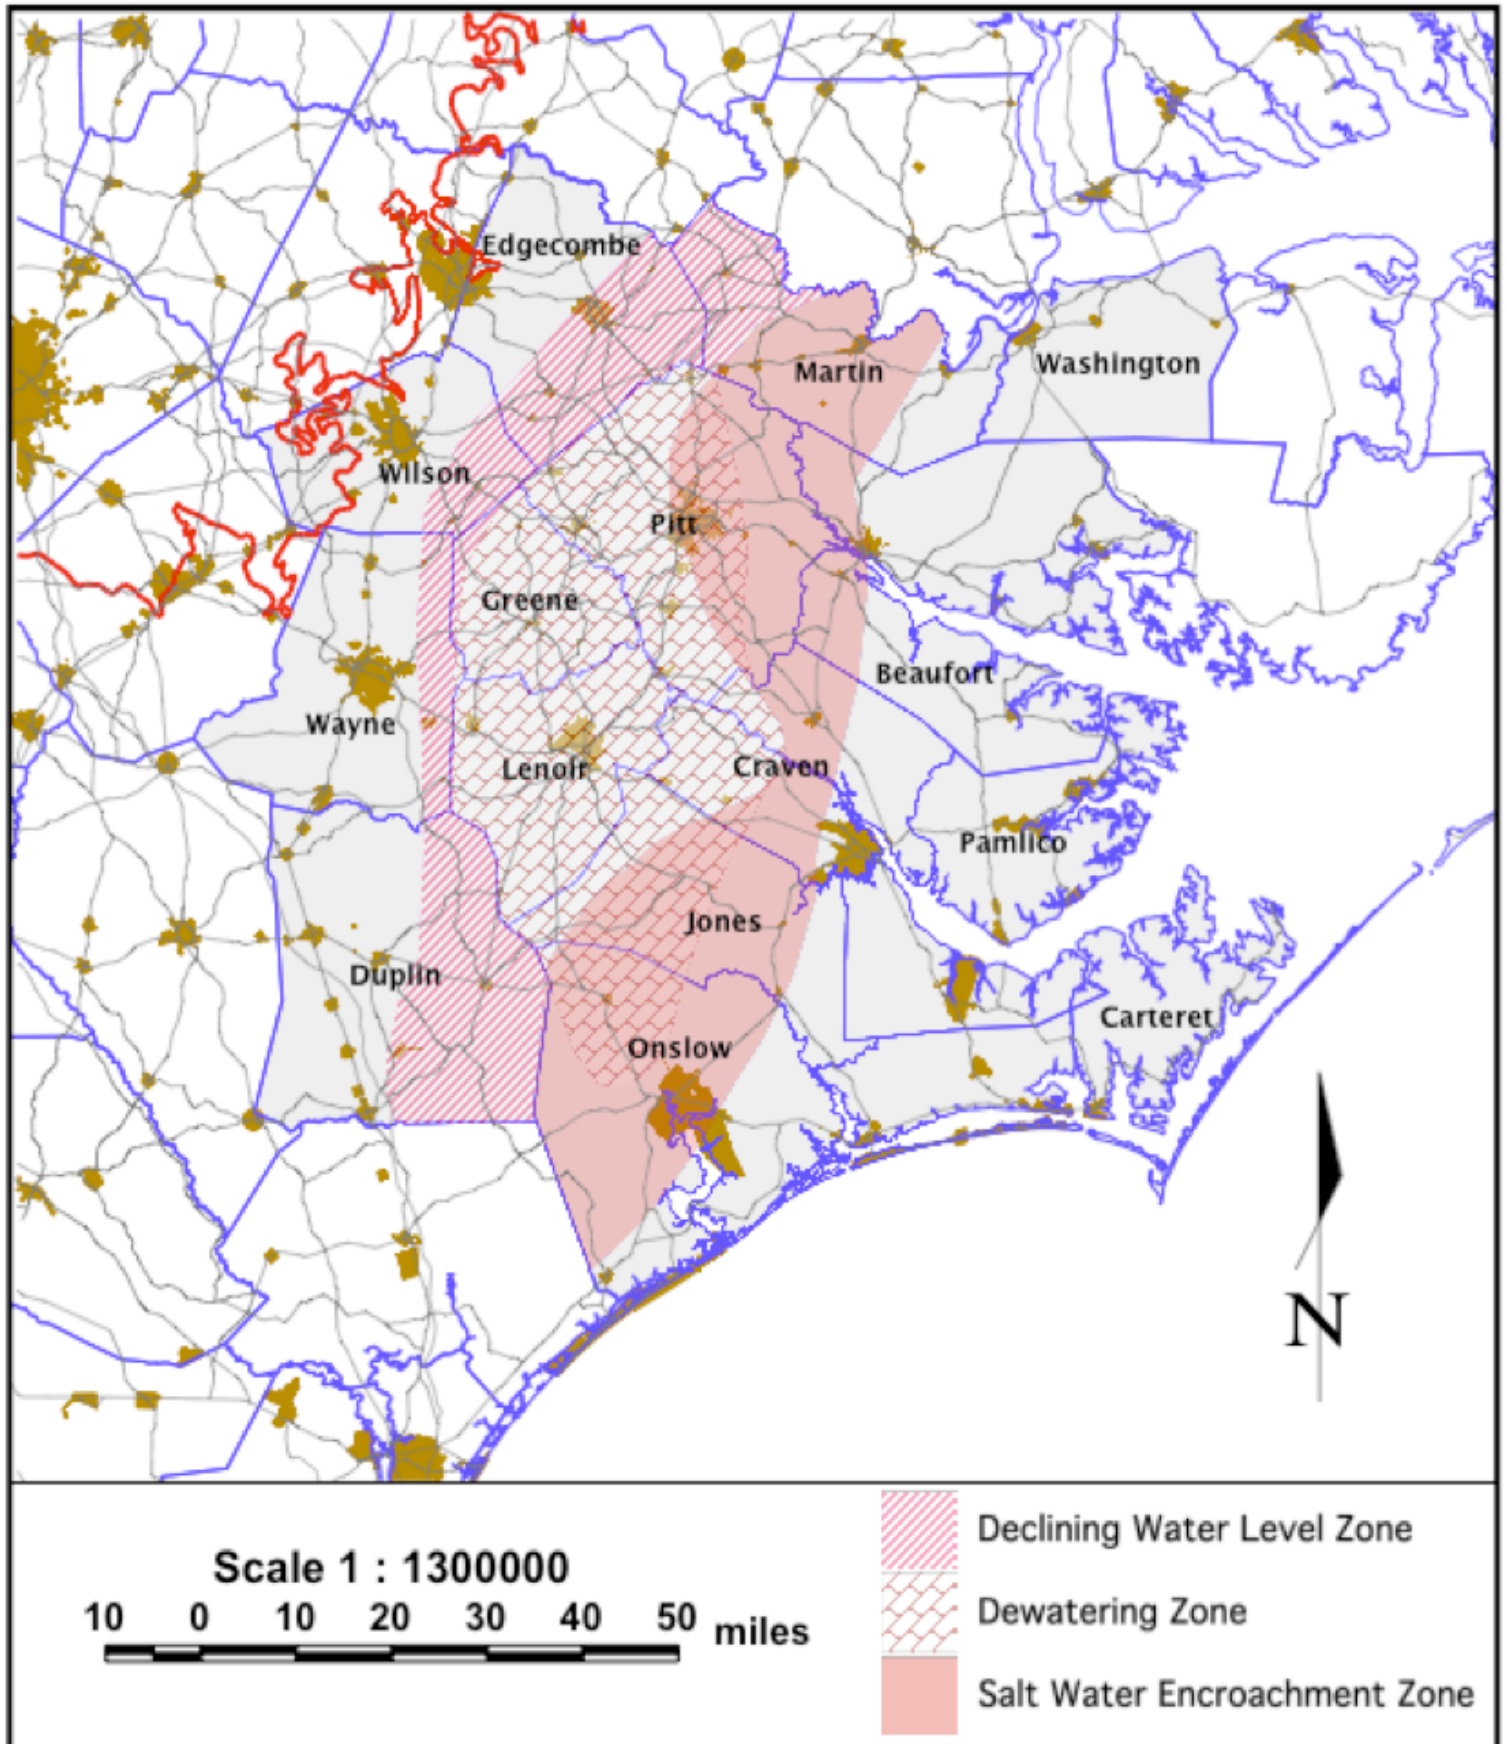 Edgecombe
Martin
Washington
Wilson
Pitt
Greene
Beaufort
Wayne
Lenoir
Craven
Pamlico
Jones
Duplin
Carteret
Onslow
N
Scale 1 : 1300000
10 0 10 20 30 40 50 miles
Declining Water Level Zone
Dewatering Zone
Salt Water Encroachment Zone